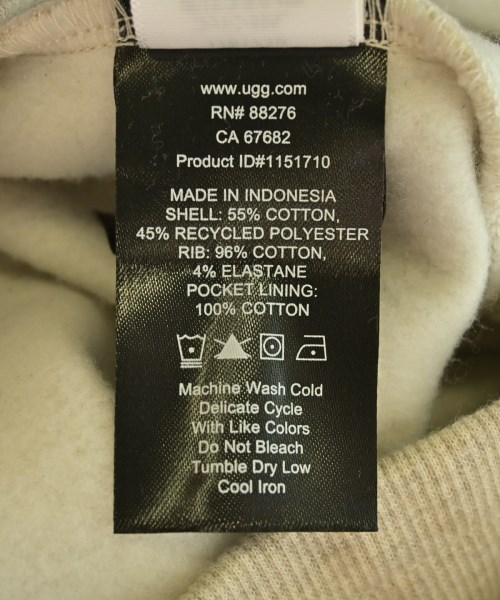 www.ugg.com
RN# 88276
CA 67682
Product ID#1151710
MADE IN INDONESIA
SHELL: 55% COTTON,
45% RECYCLED POLYESTER
RIB: 96% COTTON,
4% ELASTANE
POCKET LINING:
100% COTTON
Machine Wash Cold
Delicate Cycle
With Like Colors
Do Not Bleach
Tumble Dry Low
Cool Iron